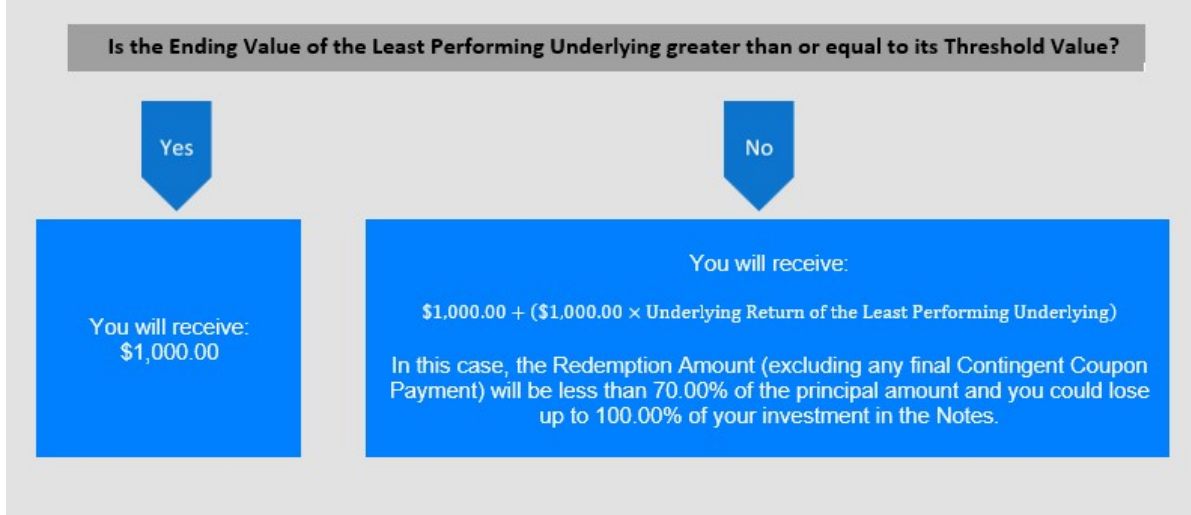 Is the Ending Value of the Least Performing Underlying greater than or equal to its Threshold Value?
Yes
No
You will receive:
$1,000.00
You will receive:
$1,000.00 + ($1,000.00 × Underlying Return of the Least Performing Underlying)
In this case, the Redemption Amount (excluding any final Contingent Coupon
Payment) will be less than 70.00% of the principal amount and you could lose
up to 100.00% of your investment in the Notes.